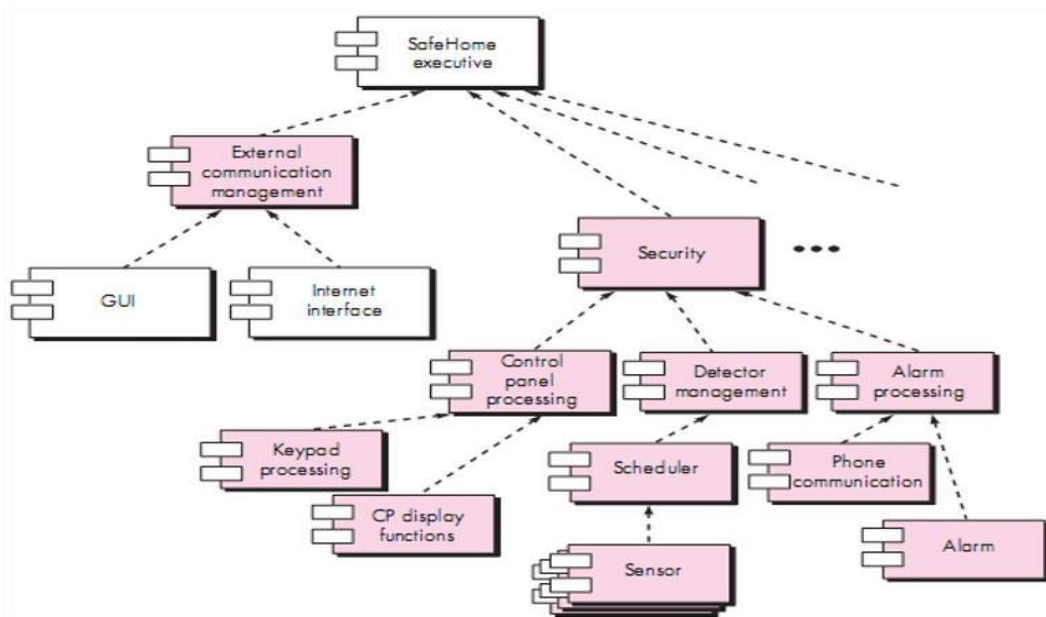 SafeHome
executive
External
communication
management
Security
GUI
Internet
interface
Control
panel
processing
Detector
management
Alarm
processing
Keypad
processing
Scheduler
Phone
communication
CP display
functions
Sensor
Alarm